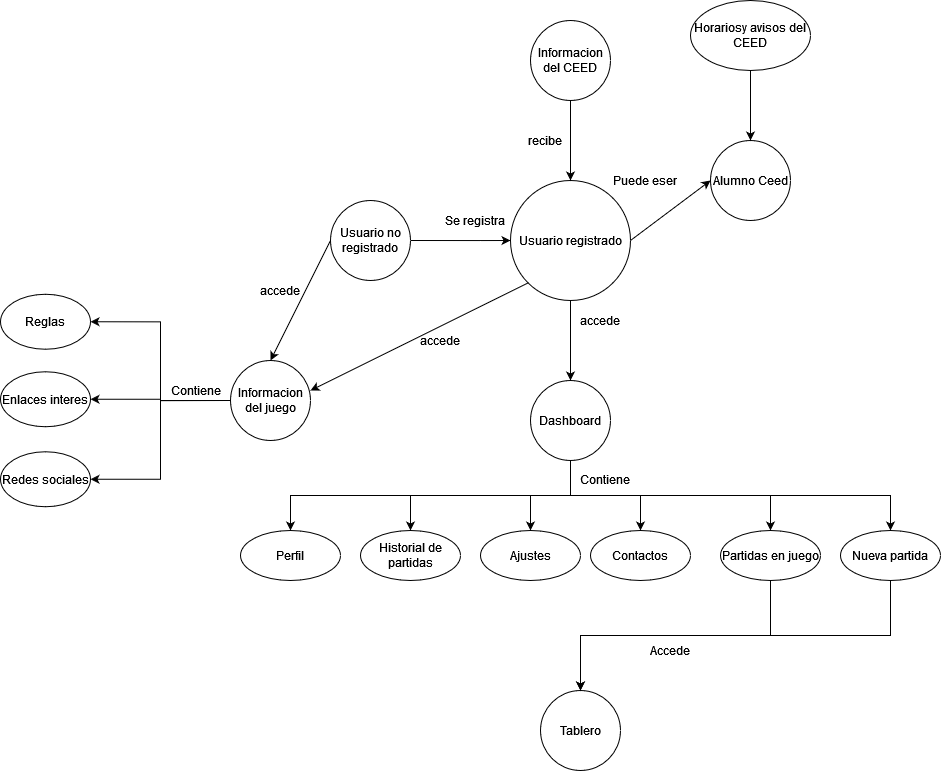 Horariosy avisos del
CEED
Informacion
del CEED
recibe
Puede eser
Alumno Ceed
Se registra
Usuario no
registrado
Usuario registrado
accede
accede
accede
Reglas
Contiene
Informacion
del juego
Enlaces interes
Dashboard
Redes sociales
Contiene
Perfil
Historial de
partidas
Ajustes
Contactos
Partidas en juego
Nueva partida
Accede
Tablero